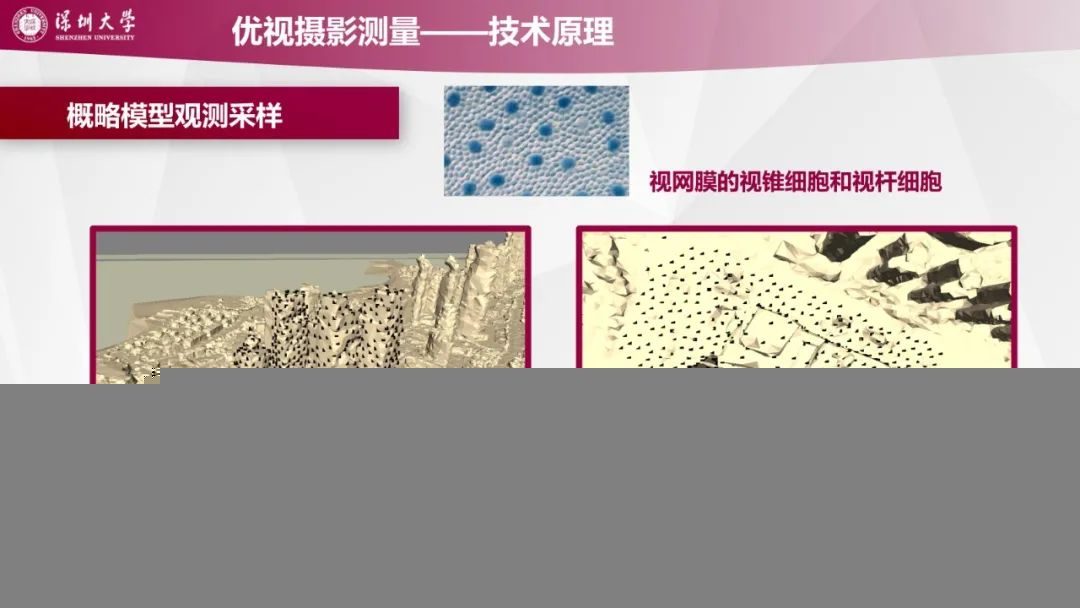 深圳大学
SHENZHEN UNIVERSITY
优视摄影测量——技术原理
概略模型观测采样
视网膜的视锥细胞和视杆细胞